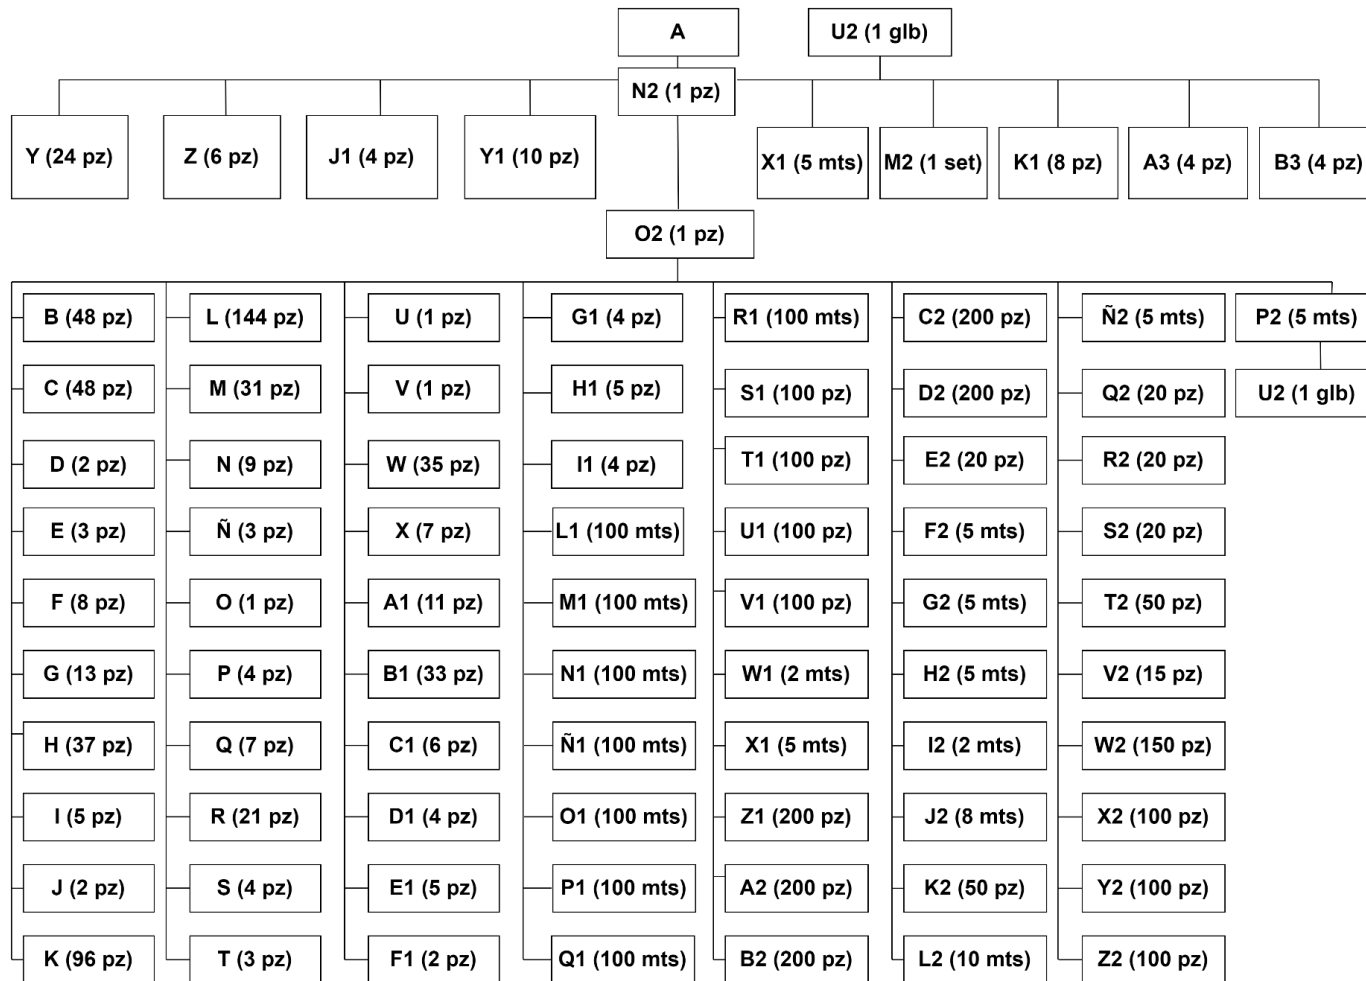 A
U2 (1 glb)
N2 (1 pz)
Y (24 pz)
Z (6 pz)
J1 (4 pz)
Y1 (10 pz)
X1 (5 mts)
M2 (1 set)
K1 (8 pz)
A3 (4 pz)
B3 (4 pz)
O2 (1 pz)
B (48 pz)
L (144 pz)
U (1 pz)
G1 (4 pz)
R1 (100 mts)
C2 (200 pz)
Ñ2 (5 mts)
P2 (5 mts)
C (48 pz)
M (31 pz)
V (1 pz)
H1 (5 pz)
S1 (100 pz)
D2 (200 pz)
Q2 (20 pz)
U2 (1 glb)
D (2 pz)
N (9 pz)
W (35 pz)
I1 (4 pz)
T1 (100 pz)
E2 (20 pz)
R2 (20 pz)
E (3 pz)
Ñ (3 pz)
X (7 pz)
L1 (100 mts)
U1 (100 pz)
F2 (5 mts)
S2 (20 pz)
F (8 pz)
O (1 pz)
A1 (11 pz)
M1 (100 mts)
V1 (100 pz)
G2 (5 mts)
T2 (50 pz)
G (13 pz)
P (4 pz)
B1 (33 pz)
N1 (100 mts)
W1 (2 mts)
H2 (5 mts)
V2 (15 pz)
H (37 pz)
Q (7 pz)
C1 (6 pz)
Ñ1 (100 mts)
X1 (5 mts)
I2 (2 mts)
W2 (150 pz)
I (5 pz)
R (21 pz)
D1 (4 pz)
O1 (100 mts)
Z1 (200 pz)
J2 (8 mts)
X2 (100 pz)
J (2 pz)
S (4 pz)
E1 (5 pz)
P1 (100 mts)
A2 (200 pz)
K2 (50 pz)
Y2 (100 pz)
K (96 pz)
T (3 pz)
F1 (2 pz)
Q1 (100 mts)
B2 (200 pz)
L2 (10 mts)
Z2 (100 pz)